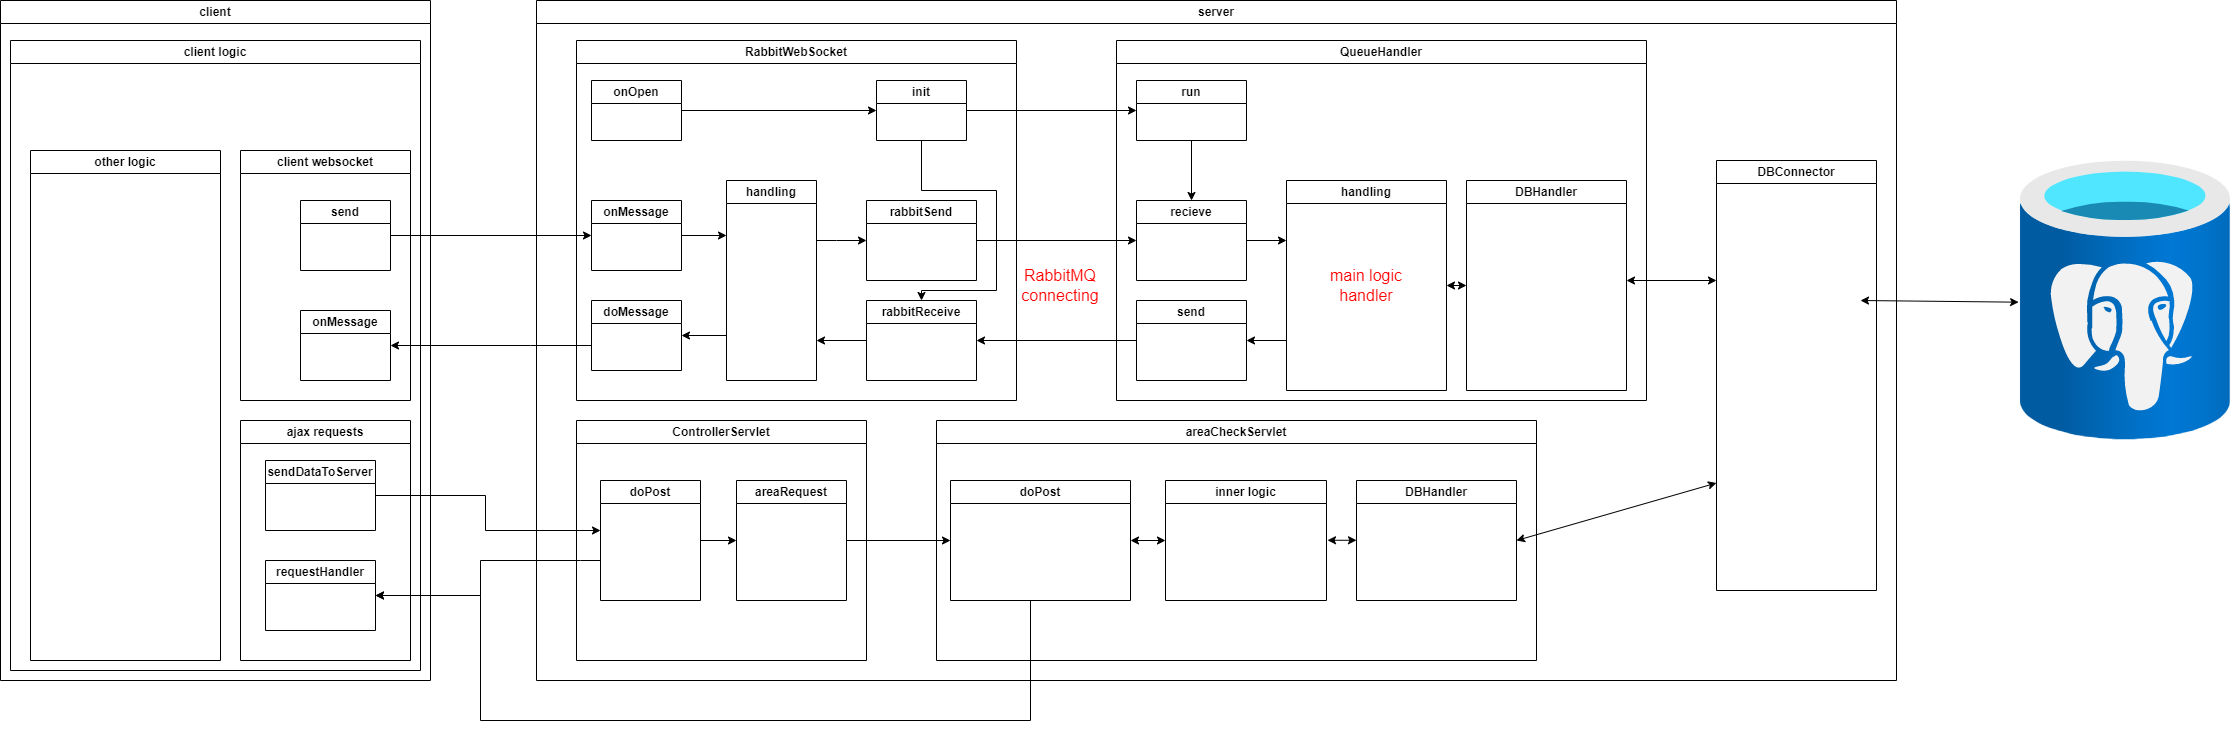 client
server
client logic
RabbitWebSocket
QueueHandler
onOpen
init
run
other logic
client websocket
DBConnector
handling
handling
DBHandler
send
onMessage
rabbitSend
recieve
RabbitMQ
connecting
main logic
handler
onMessage
doMessage
rabbitReceive
send
ajax requests
ControllerServlet
areaCheckServlet
sendDataToServer
doPost
areaRequest
doPost
inner logic
DBHandler
requestHandler